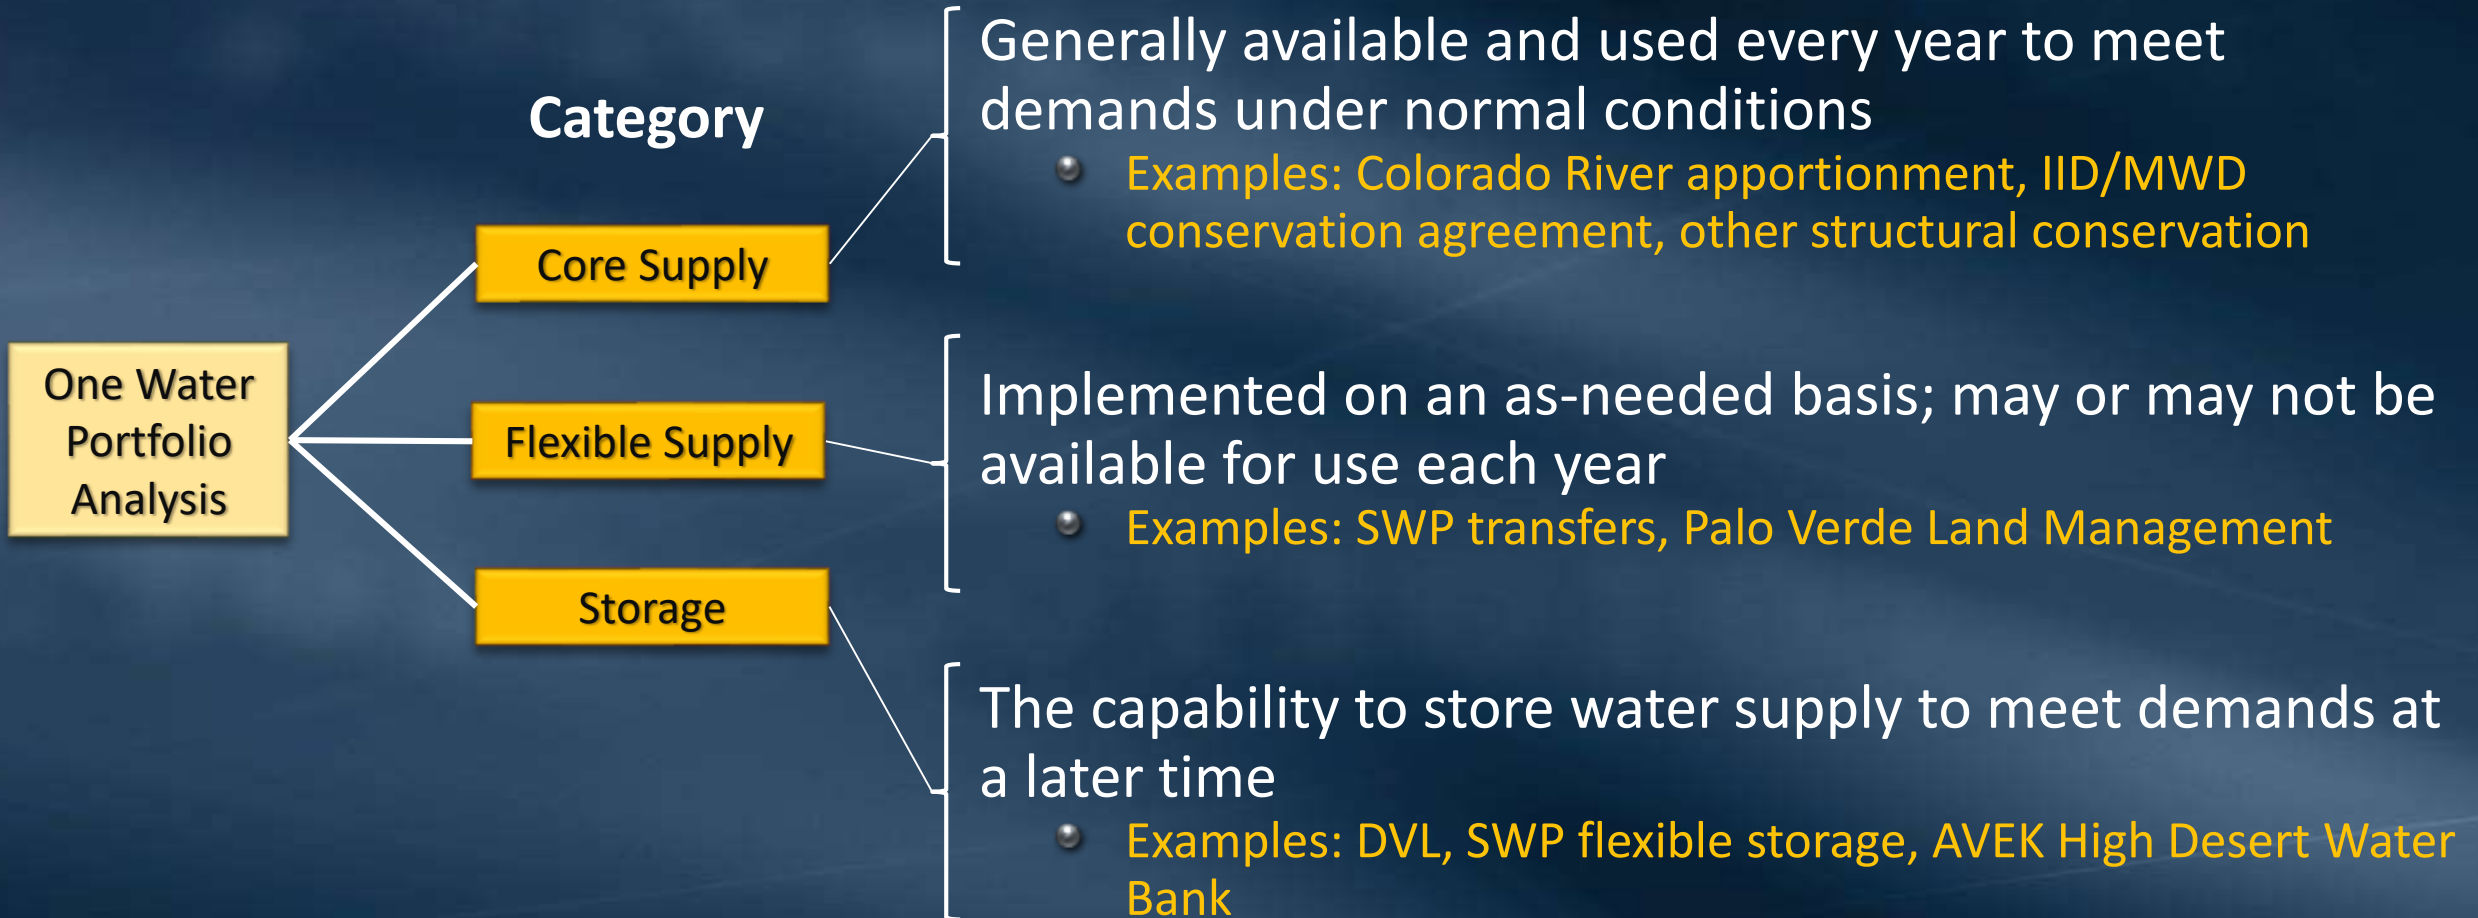 Category
One Water
Portfolio
Analysis
Core Supply
Generally available and used every year to meet
demands under normal conditions
Examples: Colorado River apportionment, IID/MWD
conservation agreement, other structural conservation
Flexible Supply
Implemented on an as-needed basis; may or may not be
available for use each year
Examples: SWP transfers, Palo Verde Land Management
Storage
The capability to store water supply to meet demands at
a later time
Examples: DVL, SWP flexible storage, AVEK High Desert Water
Bank